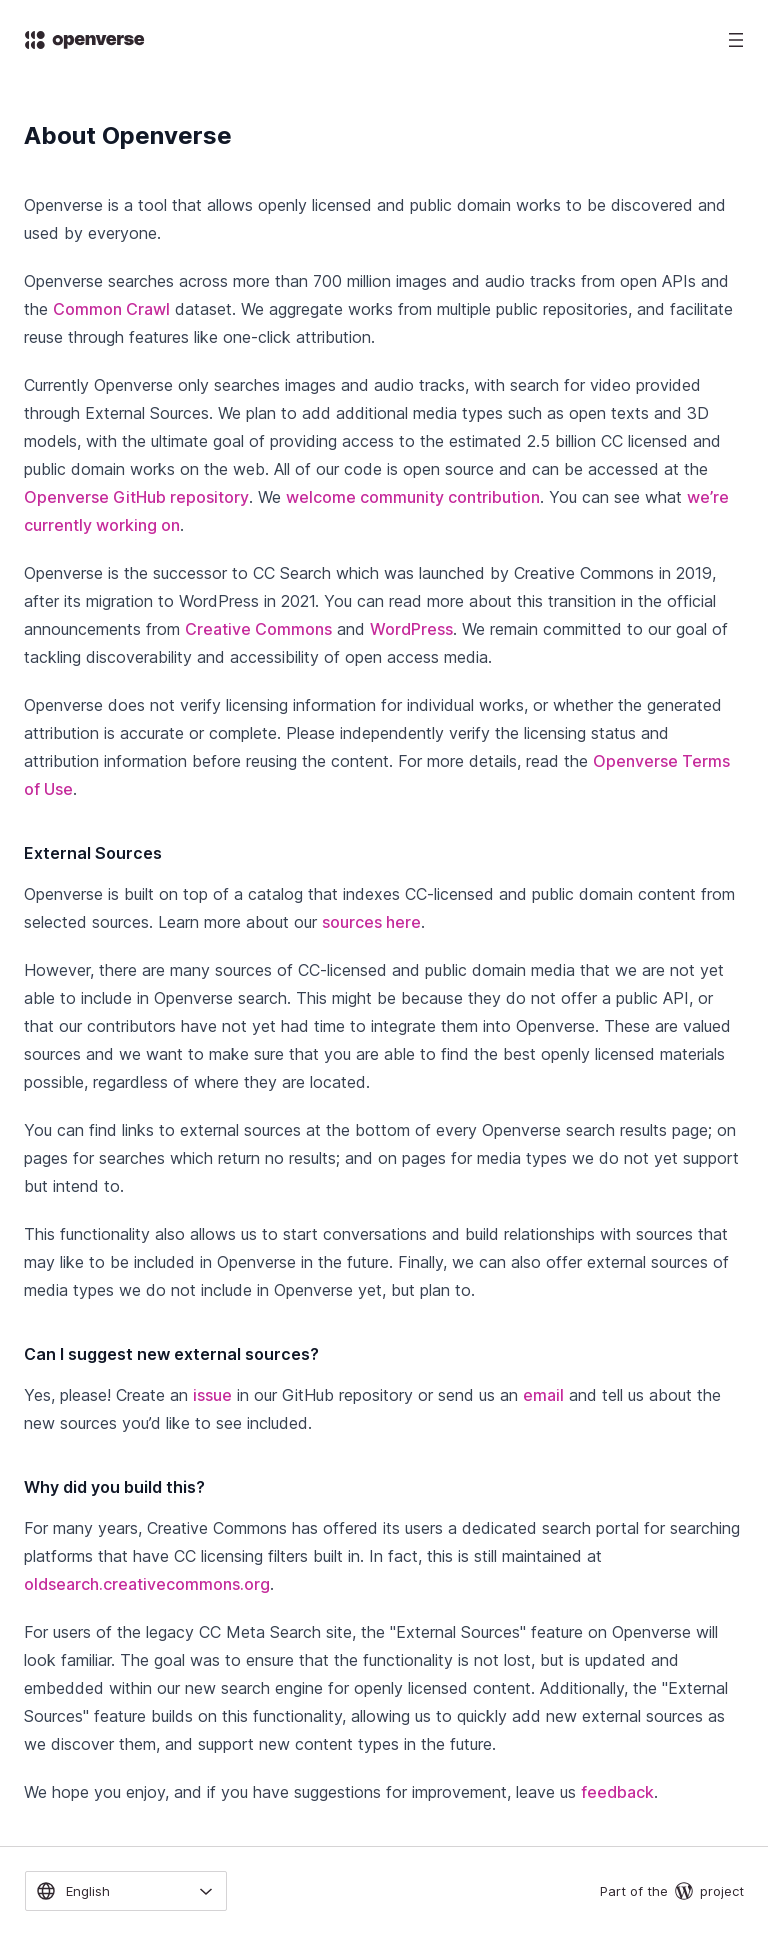 openverse
About Openverse
Openverse is a tool that allows openly licensed and public domain works to be discovered and
used by everyone.
Openverse searches across more than 700 million images and audio tracks from open APIs and
the Common Crawl dataset. We aggregate works from multiple public repositories, and facilitate
reuse through features like one-click attribution.
Currently Openverse only searches images and audio tracks, with search for video provided
through External Sources. We plan to add additional media types such as open texts and 3D
models, with the ultimate goal of providing access to the estimated 2.5 billion CC licensed and
public domain works on the web. All of our code is open source and can be accessed at the
Openverse GitHub repository. We welcome community contribution. You can see what we’re
currently working on.
Openverse is the successor to CC Search which was launched by Creative Commons in 2019,
after its migration to WordPress in 2021. You can read more about this transition in the official
announcements from Creative Commons and WordPress. We remain committed to our goal of
tackling discoverability and accessibility of open access media.
Openverse does not verify licensing information for individual works, or whether the generated
attribution is accurate or complete. Please independently verify the licensing status and
attribution information before reusing the content. For more details, read the Openverse Terms
of Use.
External Sources
Openverse is built on top of a catalog that indexes CC-licensed and public domain content from
selected sources. Learn more about our sources here.
However, there are many sources of CC-licensed and public domain media that we are not yet
able to include in Openverse search. This might be because they do not offer a public API, or
that our contributors have not yet had time to integrate them into Openverse. These are valued
sources and we want to make sure that you are able to find the best openly licensed materials
possible, regardless of where they are located.
You can find links to external sources at the bottom of every Openverse search results page; on
pages for searches which return no results; and on pages for media types we do not yet support
but intend to.
This functionality also allows us to start conversations and build relationships with sources that
may like to be included in Openverse in the future. Finally, we can also offer external sources of
media types we do not include in Openverse yet, but plan to.
Can I suggest new external sources?
Yes, please! Create an issue in our GitHub repository or send us an email and tell us about the
new sources you’d like to see included.
Why did you build this?
For many years, Creative Commons has offered its users a dedicated search portal for searching
platforms that have CC licensing filters built in. In fact, this is still maintained at
oldsearch.creativecommons.org.
For users of the legacy CC Meta Search site, the "External Sources" feature on Openverse will
look familiar. The goal was to ensure that the functionality is not lost, but is updated and
embedded within our new search engine for openly licensed content. Additionally, the "External
Sources" feature builds on this functionality, allowing us to quickly add new external sources as
we discover them, and support new content types in the future.
We hope you enjoy, and if you have suggestions for improvement, leave us feedback.
English
Part of the project